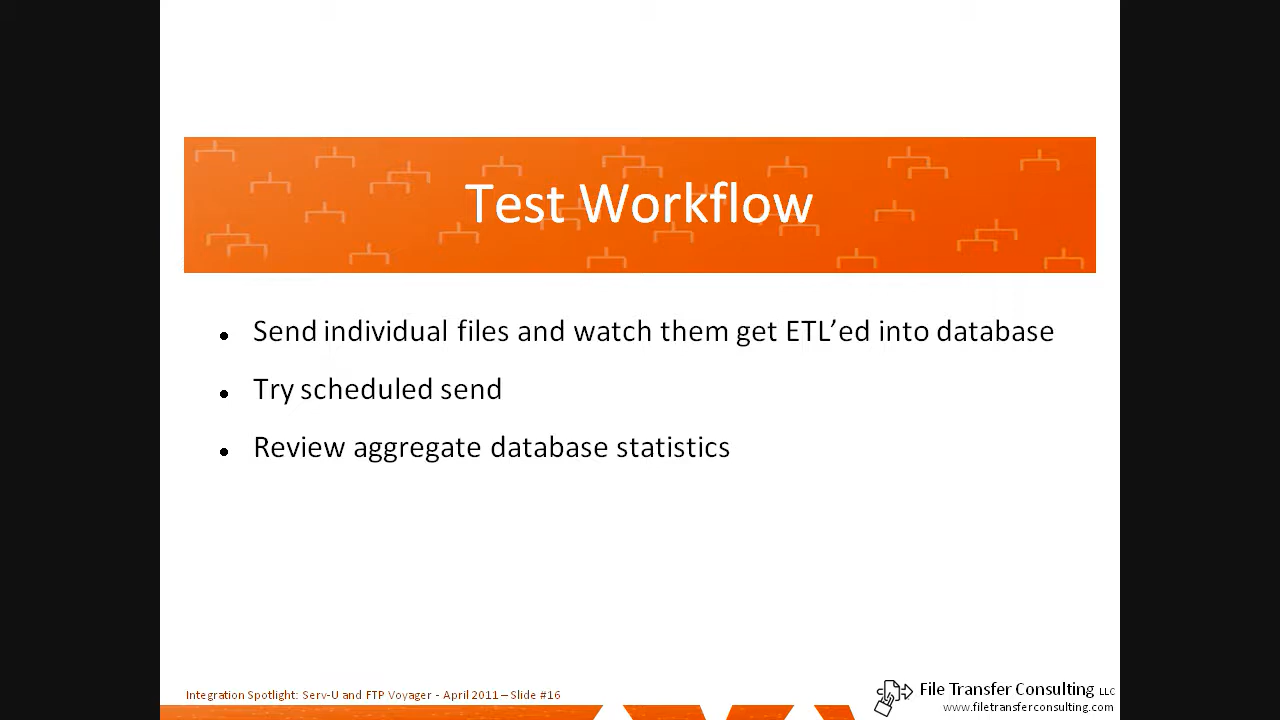 Test Workflow
• Send individual files and watch them get ETL’ed into database
• Try scheduled send
• Review aggregate database statistics
Integration Spotlight: Serv-U and FTP Voyager - April 2011 – Slide #16
File Transfer Consulting LLC
www.filetransferconsulting.com